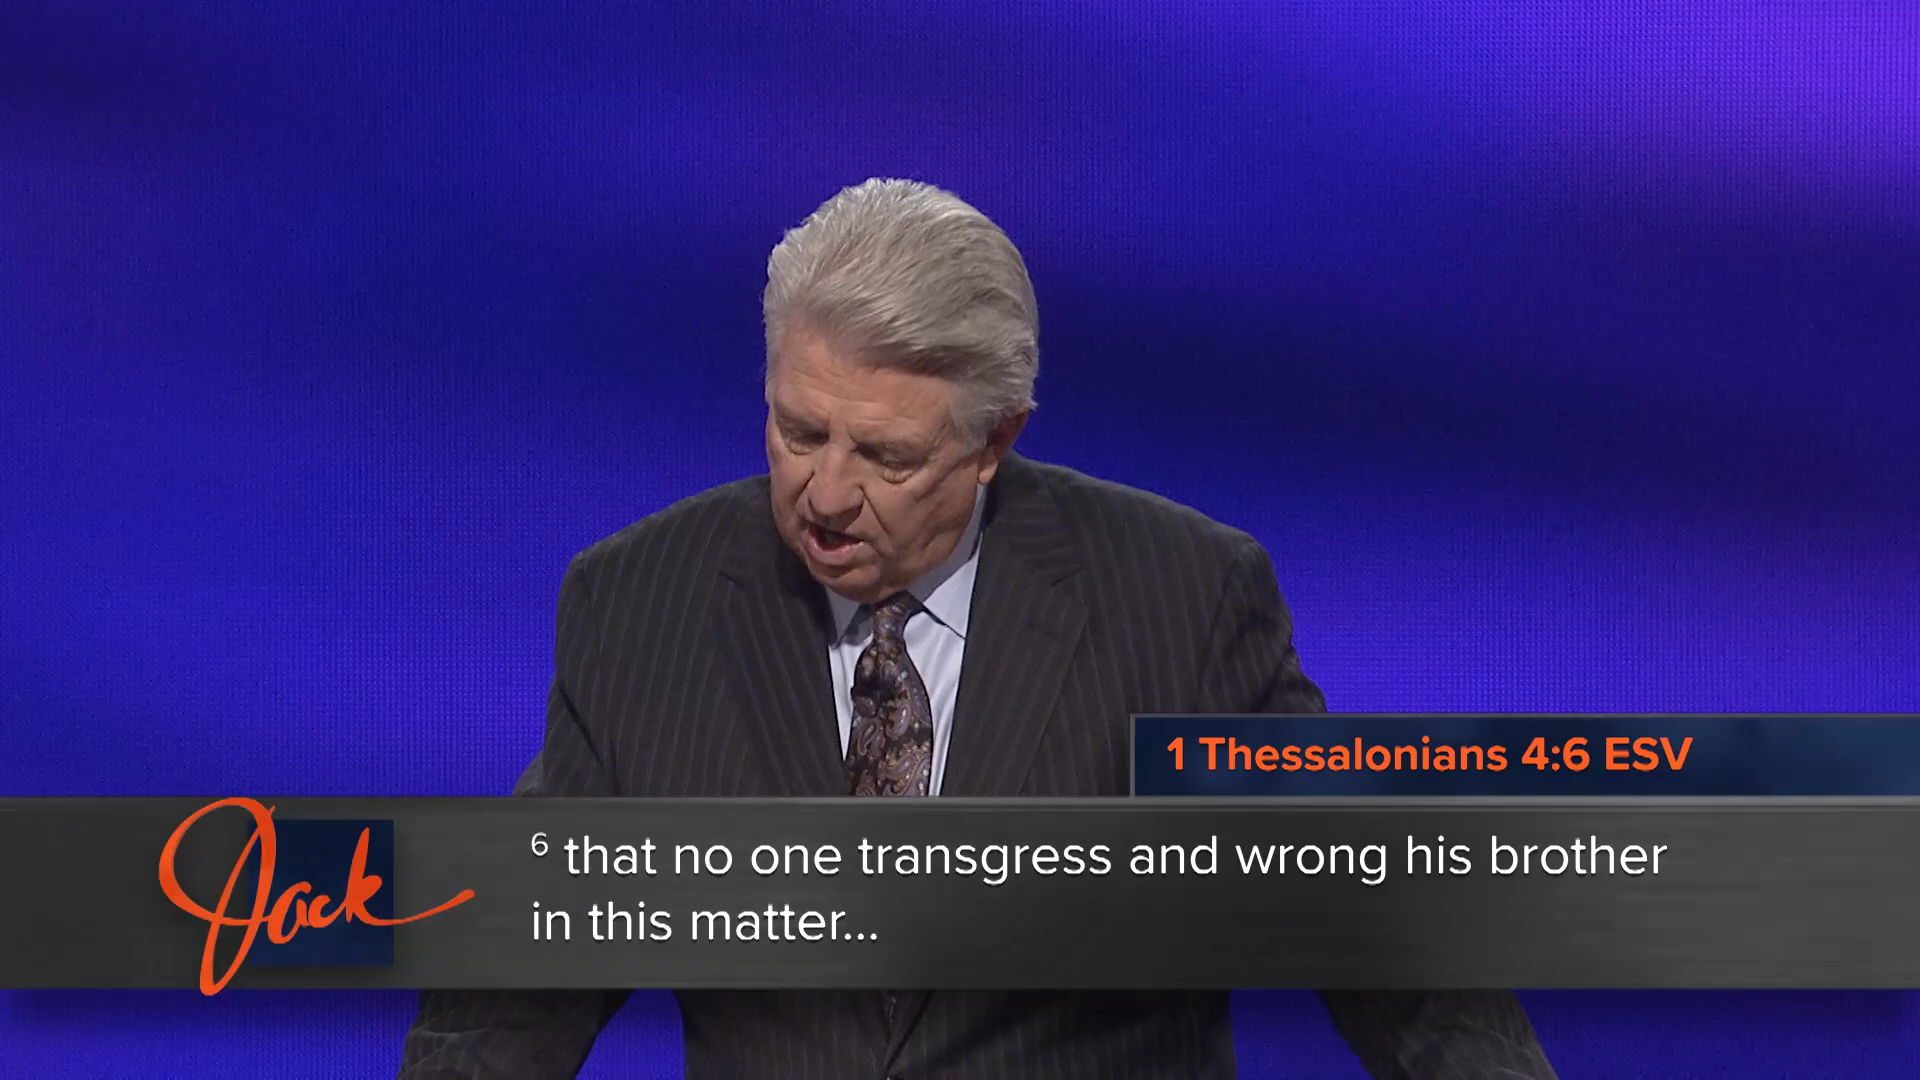 1 Thessalonians 4:6 ESV
Jack
⁶ that no one transgress and wrong his brother
in this matter...